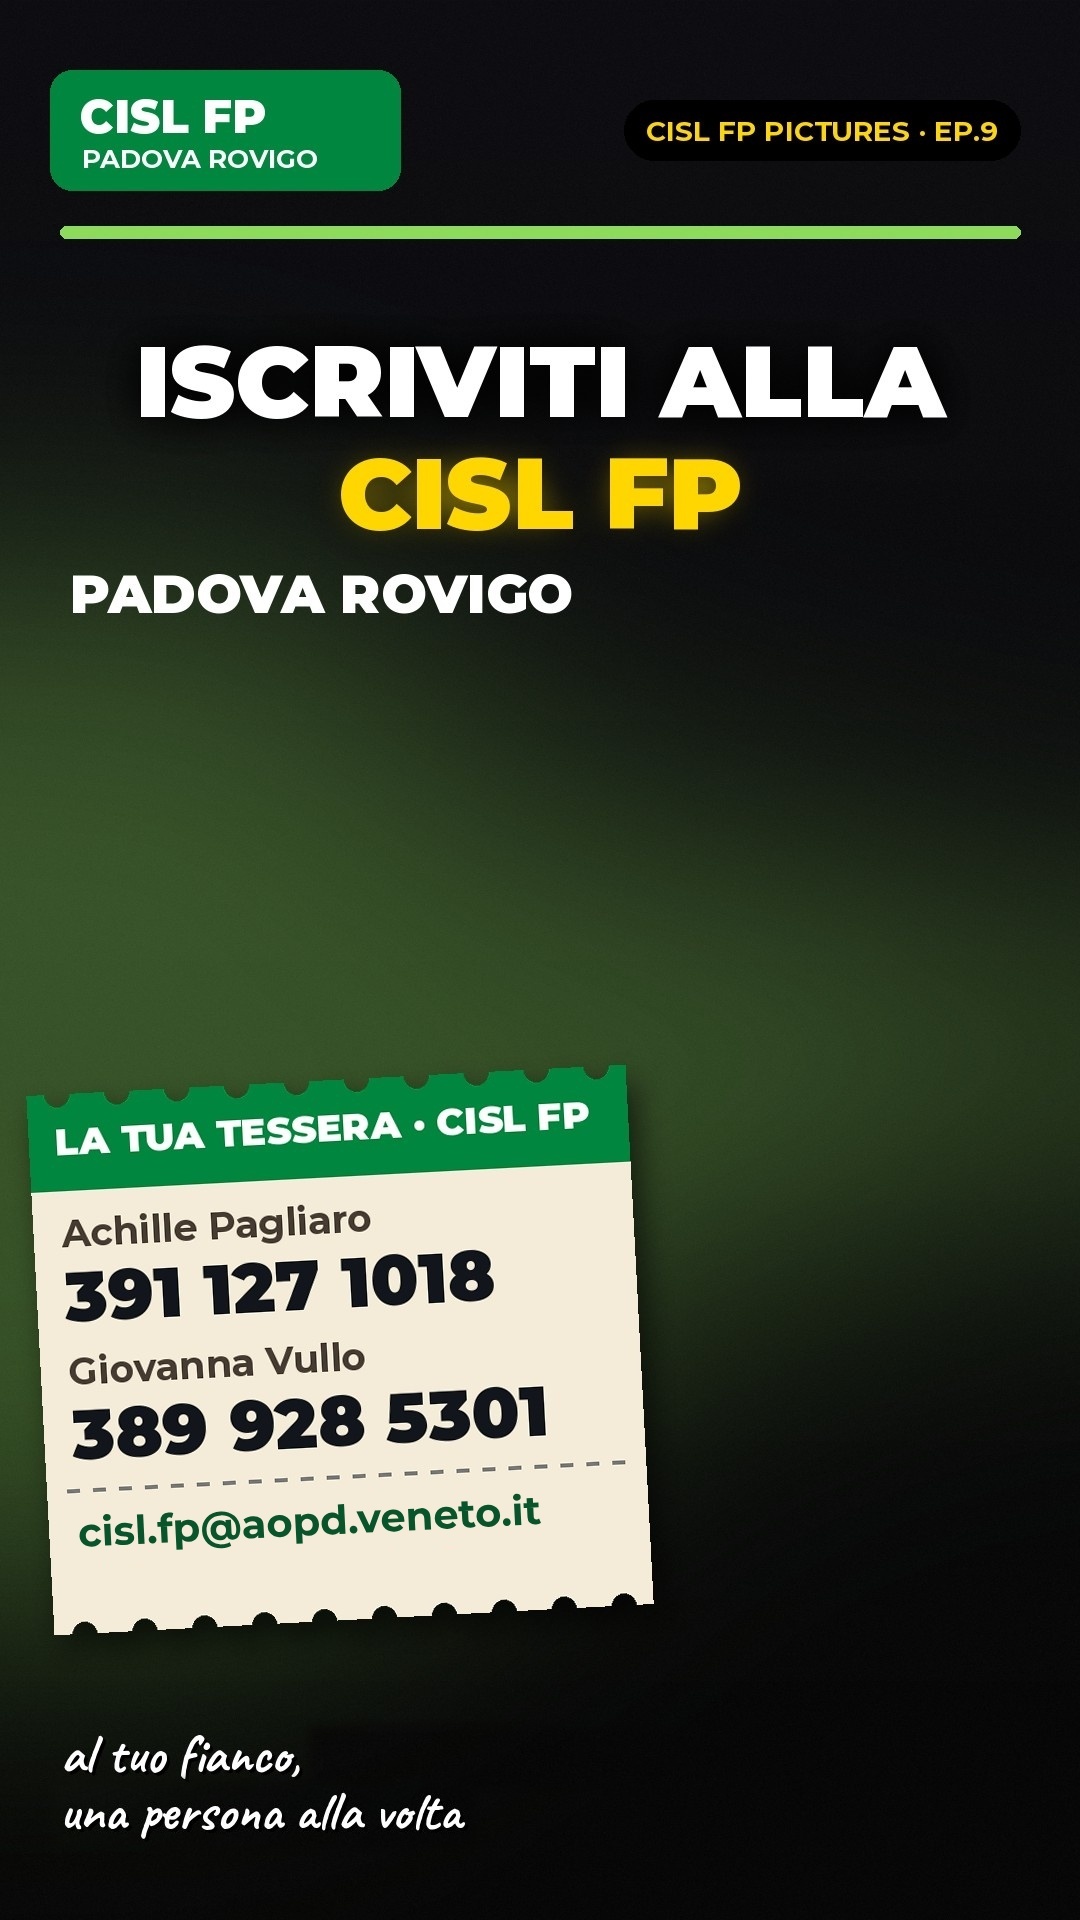 CISL FP
PADOVA ROVIGO
CISL FP PICTURES · EP.9
ISCRIVITI ALLA
CISL FP
PADOVA ROVIGO
LA TUA TESSERA · CISL FP
Achille Pagliaro
391 127 1018
Giovanna Vullo
389 928 5301
cisl.fp@aopd.veneto.it
al tuo fianco,
una persona alla volta